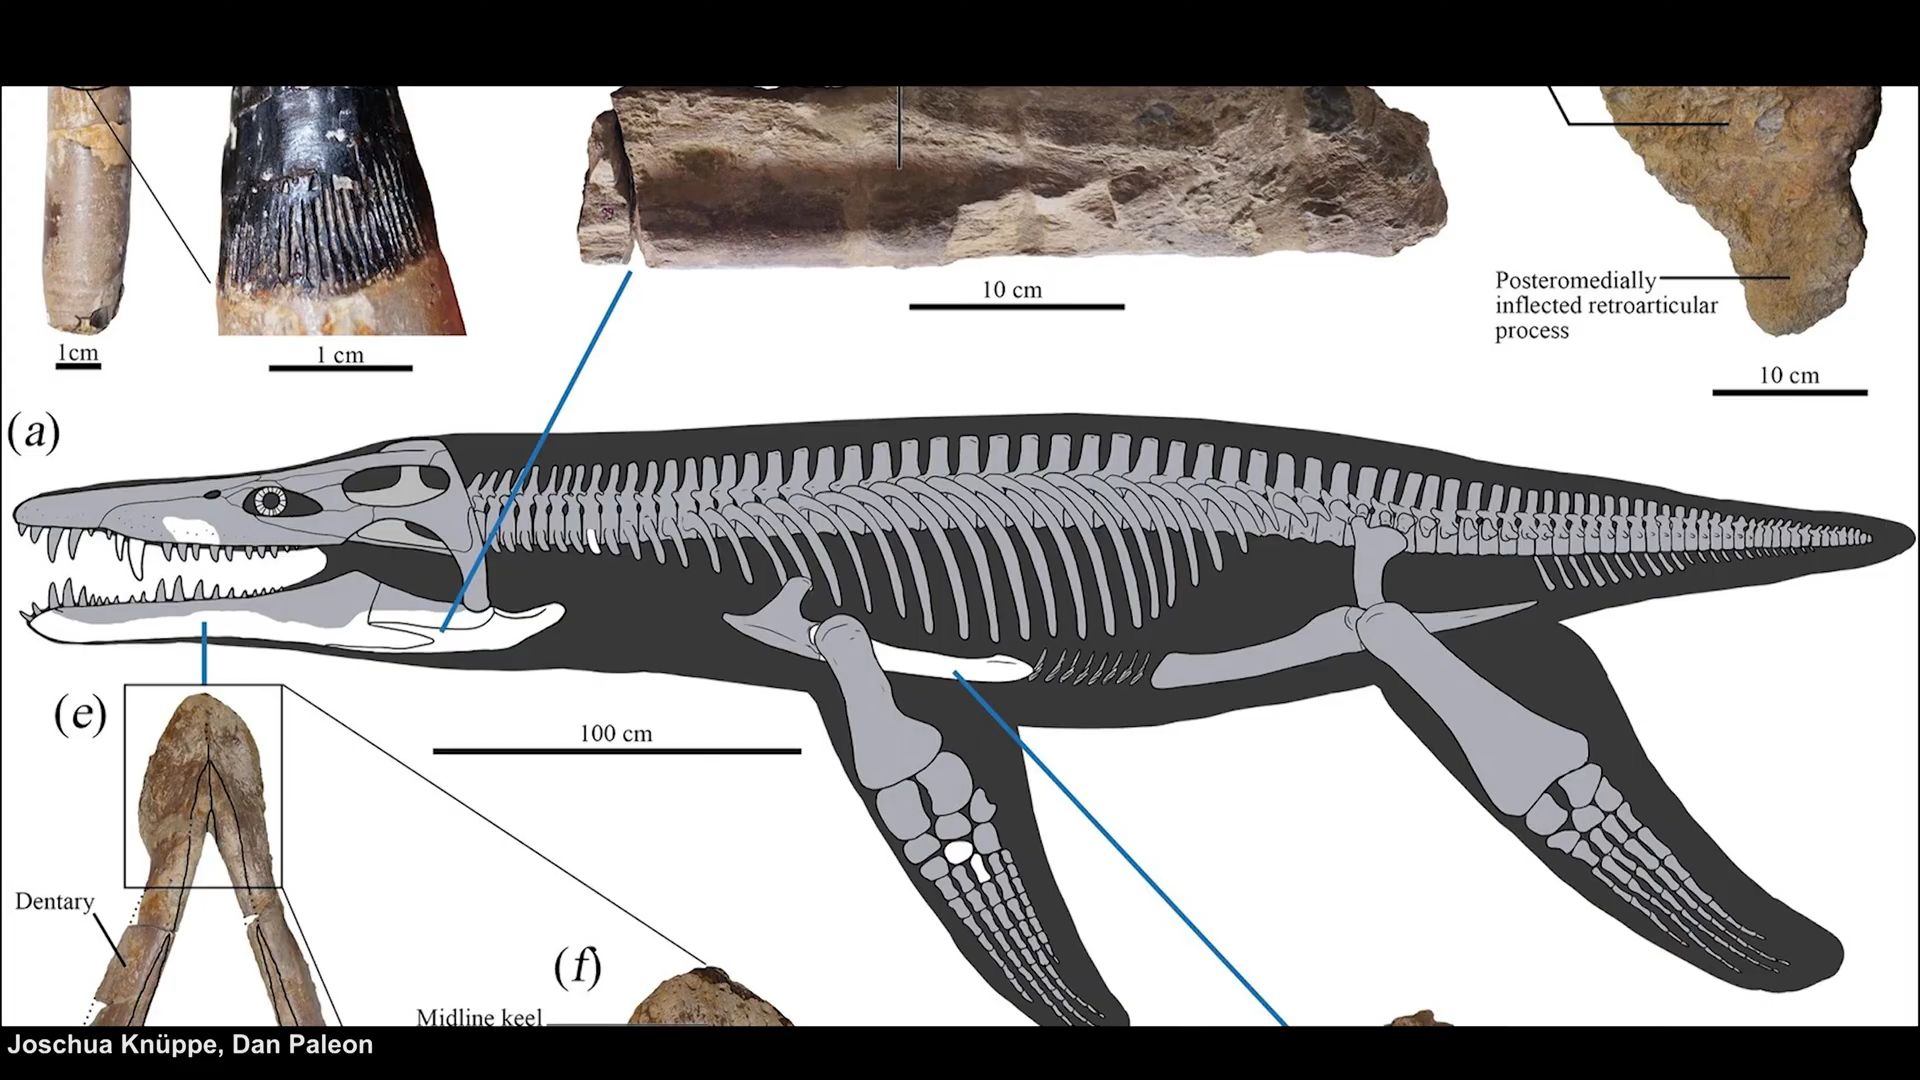 10 cm
Posteromedially
inflected retroarticular
process
1cm
1 cm
10 cm
(a)
(e)
100 cm
Dentary
(f)
Midline keel
Joschua Knüppe, Dan Paleon